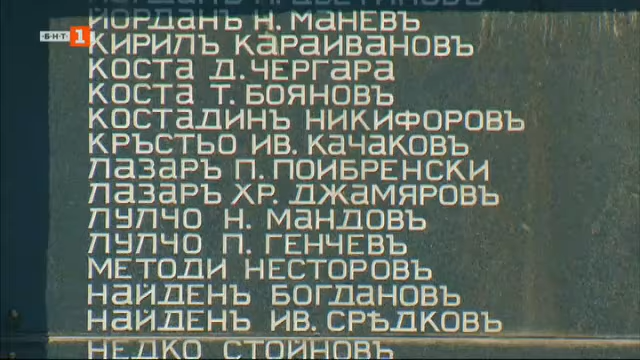 ЙОРДАНЪ Н. МАНЕВЪ
БНТ 1
КИРИЛЪ КАРАИВАНОВЪ
КОСТА Д. ЧЕРГАРА
КОСТА Т. БОЯНОВЪ
КОСТАДИНЪ НИКИФОРОВЪ
КРЪСТЬО ИВ. КАЧАКОВЪ
ЛАЗАРЪ П. ПОИБРЕНСКИ
ЛАЗАРЪ ХР. ДЖАМЯРОВЪ
ЛУЛЧО Н. МАНДОВЪ
ЛУЛЧО П. ГЕНЧЕВЪ
МЕТОДИ НЕСТОРОВЪ
НАЙДЕНЪ БОГДАНОВЪ
НАЙДЕНЪ ИВ. СРѢДКОВЪ
НЕДКО СТОЙНОВЪ